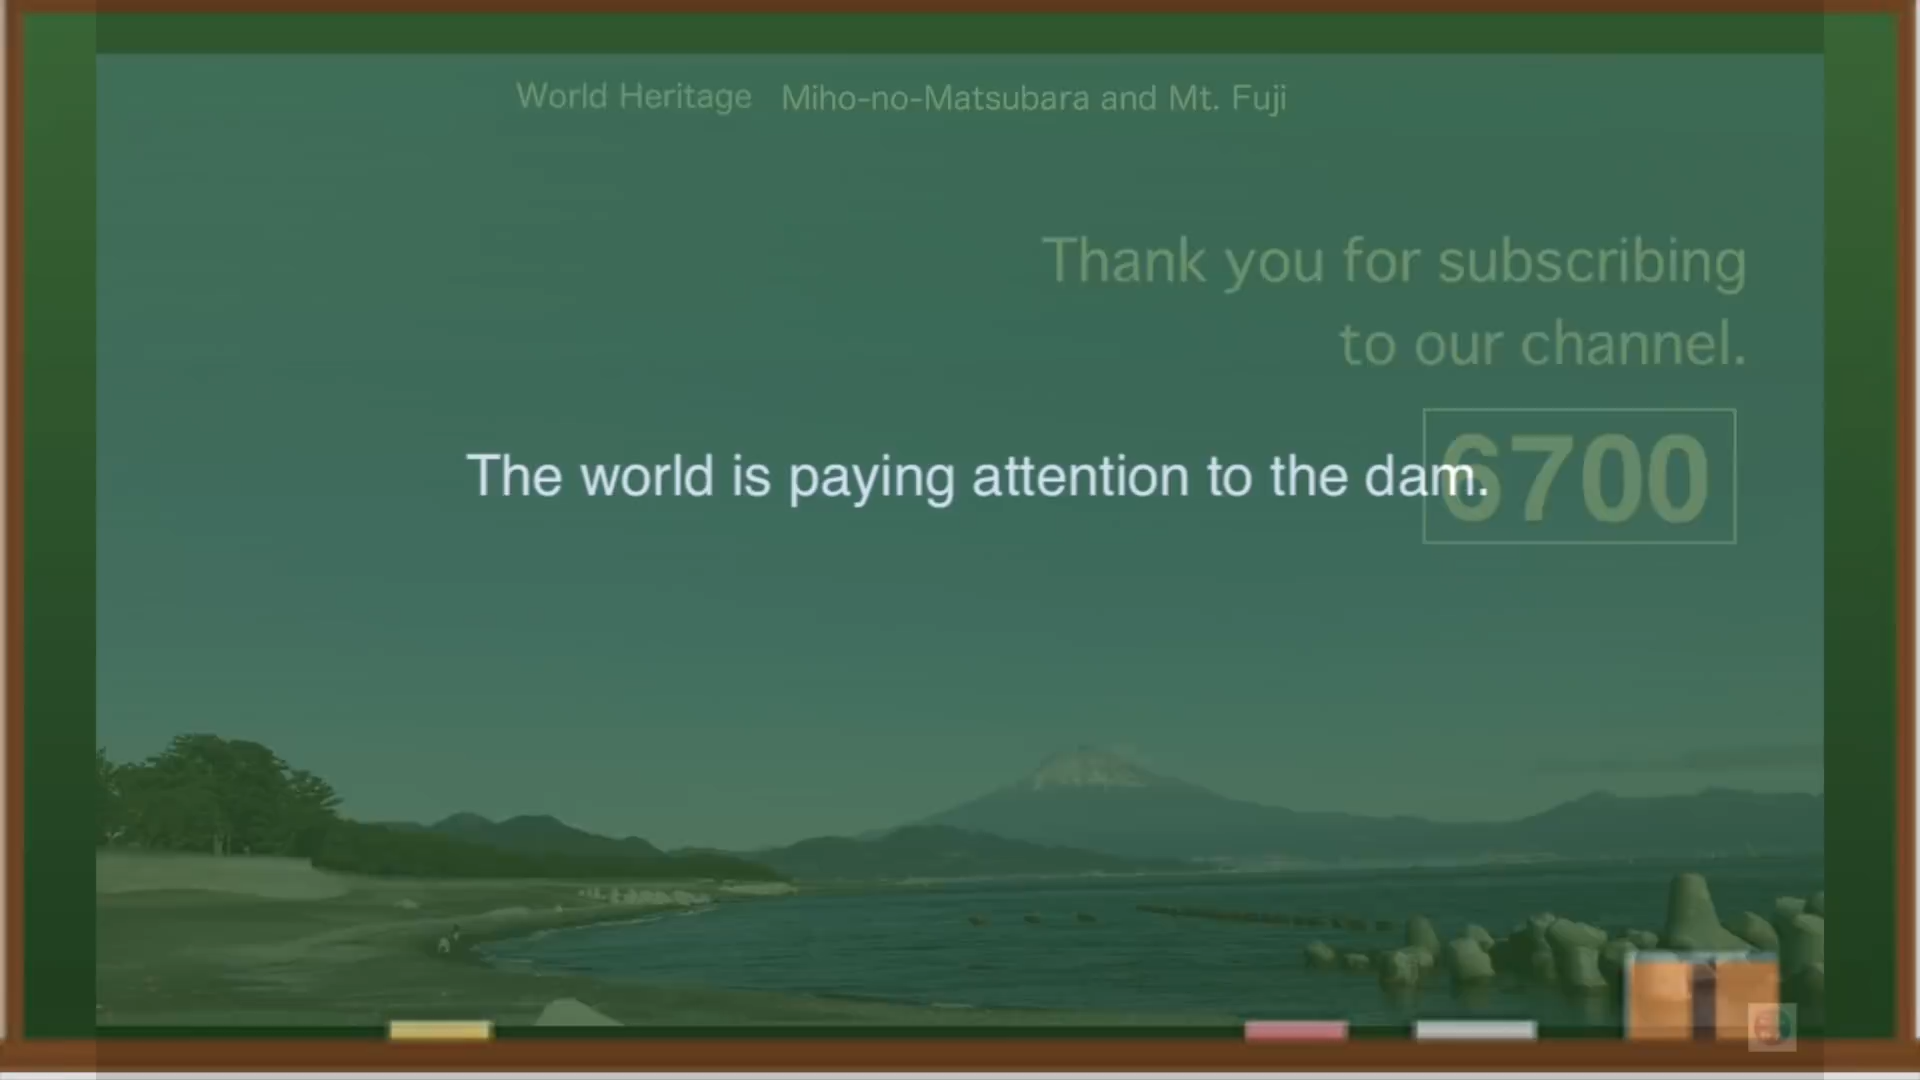 World Heritage Miho-no-Matsubara and Mt. Fuji
Thank you for subscribing
to our channel.
The world is paying attention to the dam.
6700